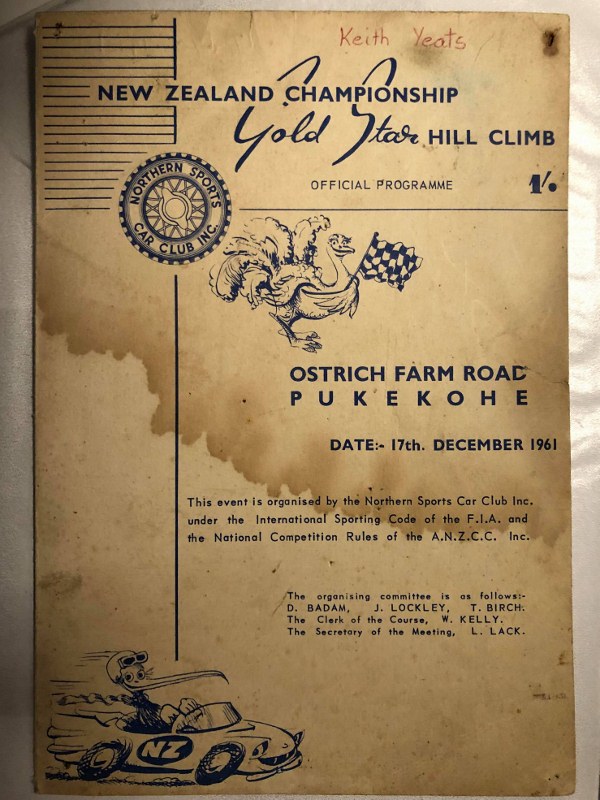 Keith Yeats
NEW ZEALAND CHAMPIONSHIP
Gold Star HILL CLIMB
OFFICIAL PROGRAMME
1/.
NORTHERN SPORTS
CAR CLUB INC.
OSTRICH FARM ROAD
PUKEKOHE
DATE:- 17th. DECEMBER 1961
This event is organised by the Northern Sports Car Club Inc.
under the International Sporting Code of the F.I.A. and
the National Competition Rules of the A.N.Z.C.C. Inc.
The organising committee is as follows:-
D. BADAM, J. LOCKLEY, T. BIRCH.
The Clerk of the Course, W. KELLY.
The Secretary of the Meeting, L. LACK.
NZ